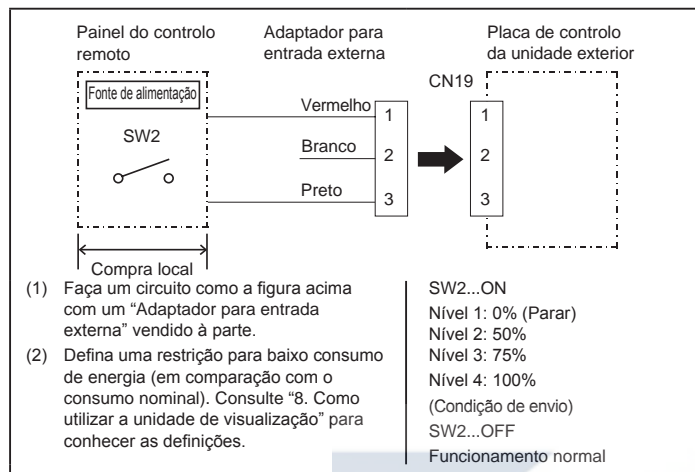 Painel do controlo
remoto
Adaptador para
entrada externa
Placa de controlo
da unidade exterior
CN19
Fonte de alimentação
SW2
Vermelho
Branco
Preto
1
2
3
1
2
3
Compra local
(1) Faça um circuito como a figura acima
com um “Adaptador para entrada
externa” vendido à parte.
(2) Defina uma restrição para baixo consumo
de energia (em comparação com o
consumo nominal). Consulte “8. Como
utilizar a unidade de visualização” para
conhecer as definições.
SW2...ON
Nível 1: 0% (Parar)
Nível 2: 50%
Nível 3: 75%
Nível 4: 100%
(Condição de envio)
SW2...OFF
Funcionamento normal